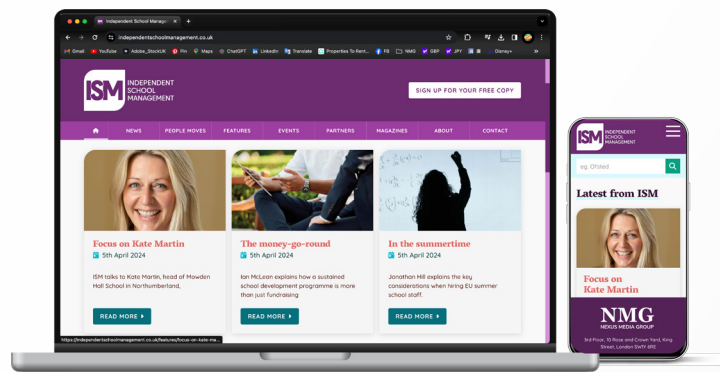 Independent School Manage
independentschoolmanagement.co.uk
Gmail
YouTube
Adobe_StockUK
Pin
Maps
ChatGPT
LinkedIn
Translate
Properties To Rent...
FB
NMG
GBP
JPY
Disney+
ISM INDEPENDENT
SCHOOL
MANAGEMENT
SIGN UP FOR YOUR FREE COPY
NEWS
PEOPLE MOVES
FEATURES
EVENTS
PARTNERS
MAGAZINES
ABOUT
CONTACT
Focus on Kate Martin
5th April 2024
ISM talks to Kate Martin, head of Mowden
Hall School in Northumberland,
READ MORE
The money-go-round
5th April 2024
Ian McLean explains how a sustained
school development programme is more
than just fundraising
READ MORE
In the summertime
5th April 2024
Jonathan Hill explains the key
considerations when hiring EU summer
school staff.
READ MORE
https://independentschoolmanagement.co.uk/features/focus-on-kate-ma...
ISM INDEPENDENT
SCHOOL
MANAGEMENT
eg. Ofsted
Latest from ISM
Focus on
Kate Martin
NMG
NEXUS MEDIA GROUP
3rd Floor, 10 Rose and Crown Yard, King
Street, London SW1Y 6RE